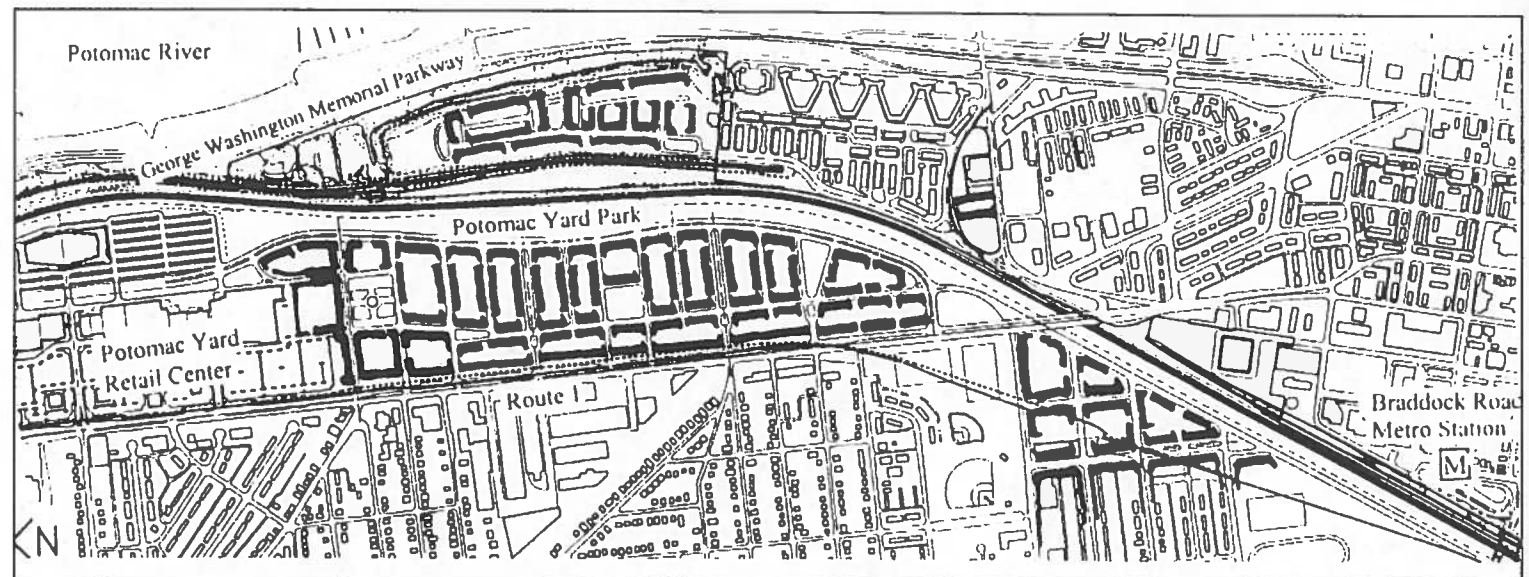 Potomac River
George Washington Memorial Parkway
Potomac Yard Park
Potomac Yard
Retail Center
Route 1
Braddock Road
Metro Station
M
N